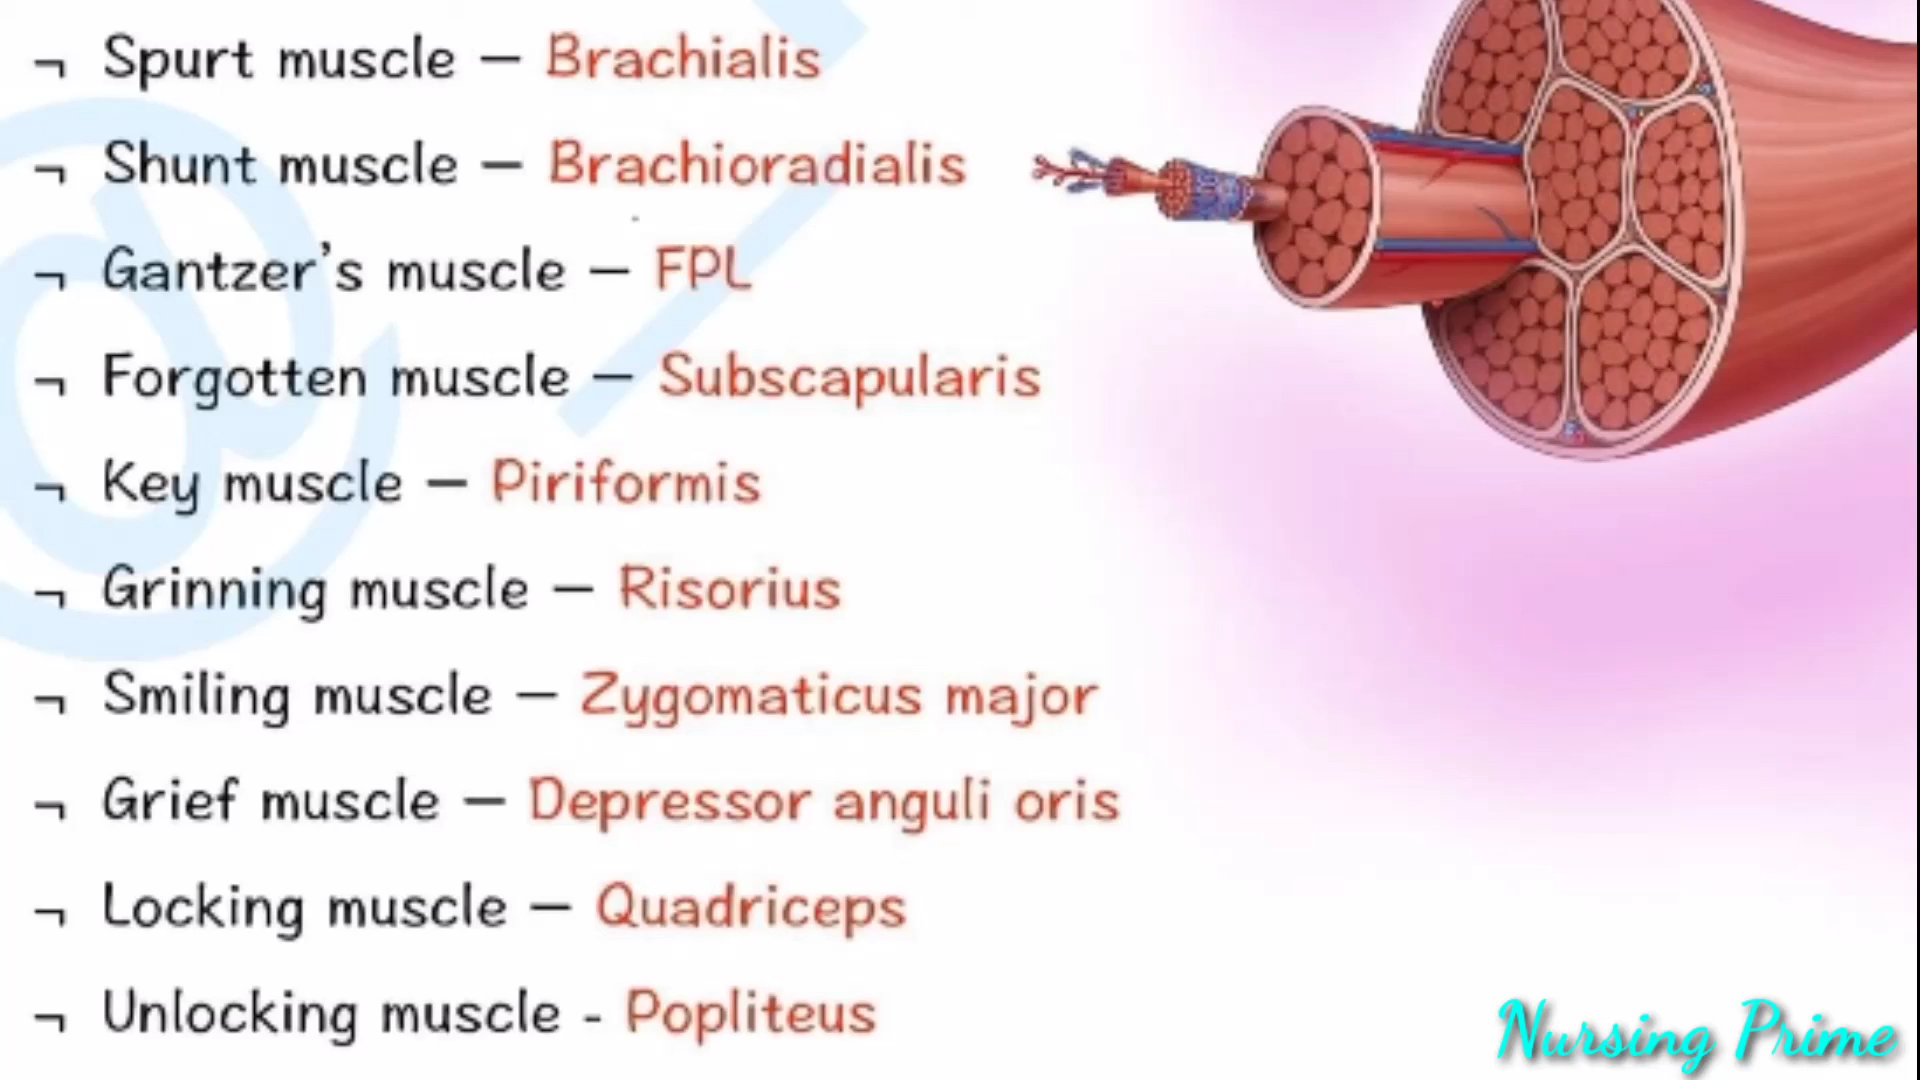 ¬ Spurt muscle – Brachialis
¬ Shunt muscle – Brachioradialis
¬ Gantzer's muscle – FPL
¬ Forgotten muscle – Subscapularis
¬ Key muscle – Piriformis
¬ Grinning muscle – Risorius
¬ Smiling muscle – Zygomaticus major
¬ Grief muscle – Depressor anguli oris
¬ Locking muscle – Quadriceps
¬ Unlocking muscle - Popliteus
Nursing Prime